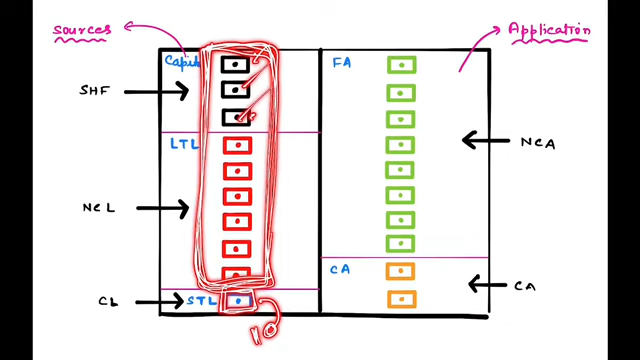 Sources
Application
Capit
FA
SHF
LTL
NCA
NCL
CA
CL
STL
CA
10